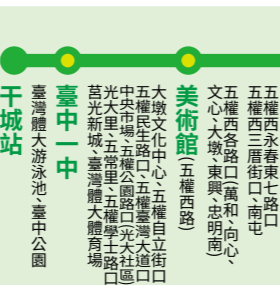 干城站
臺灣體大游泳池、臺中公園
臺中一中
莒光新城、臺灣體大體育場
光大里、五常里、五權學士路口
中央市場、五權公園路口(光大社區)
五權民生路口、五權臺灣大道口
大墩文化中心、五權自立街口
美術館(五權西路)
文心、大墩、東興、忠明南)
五權西各路口(萬和、向心、
五權西三厝街口、南屯
五權西永春東七路口